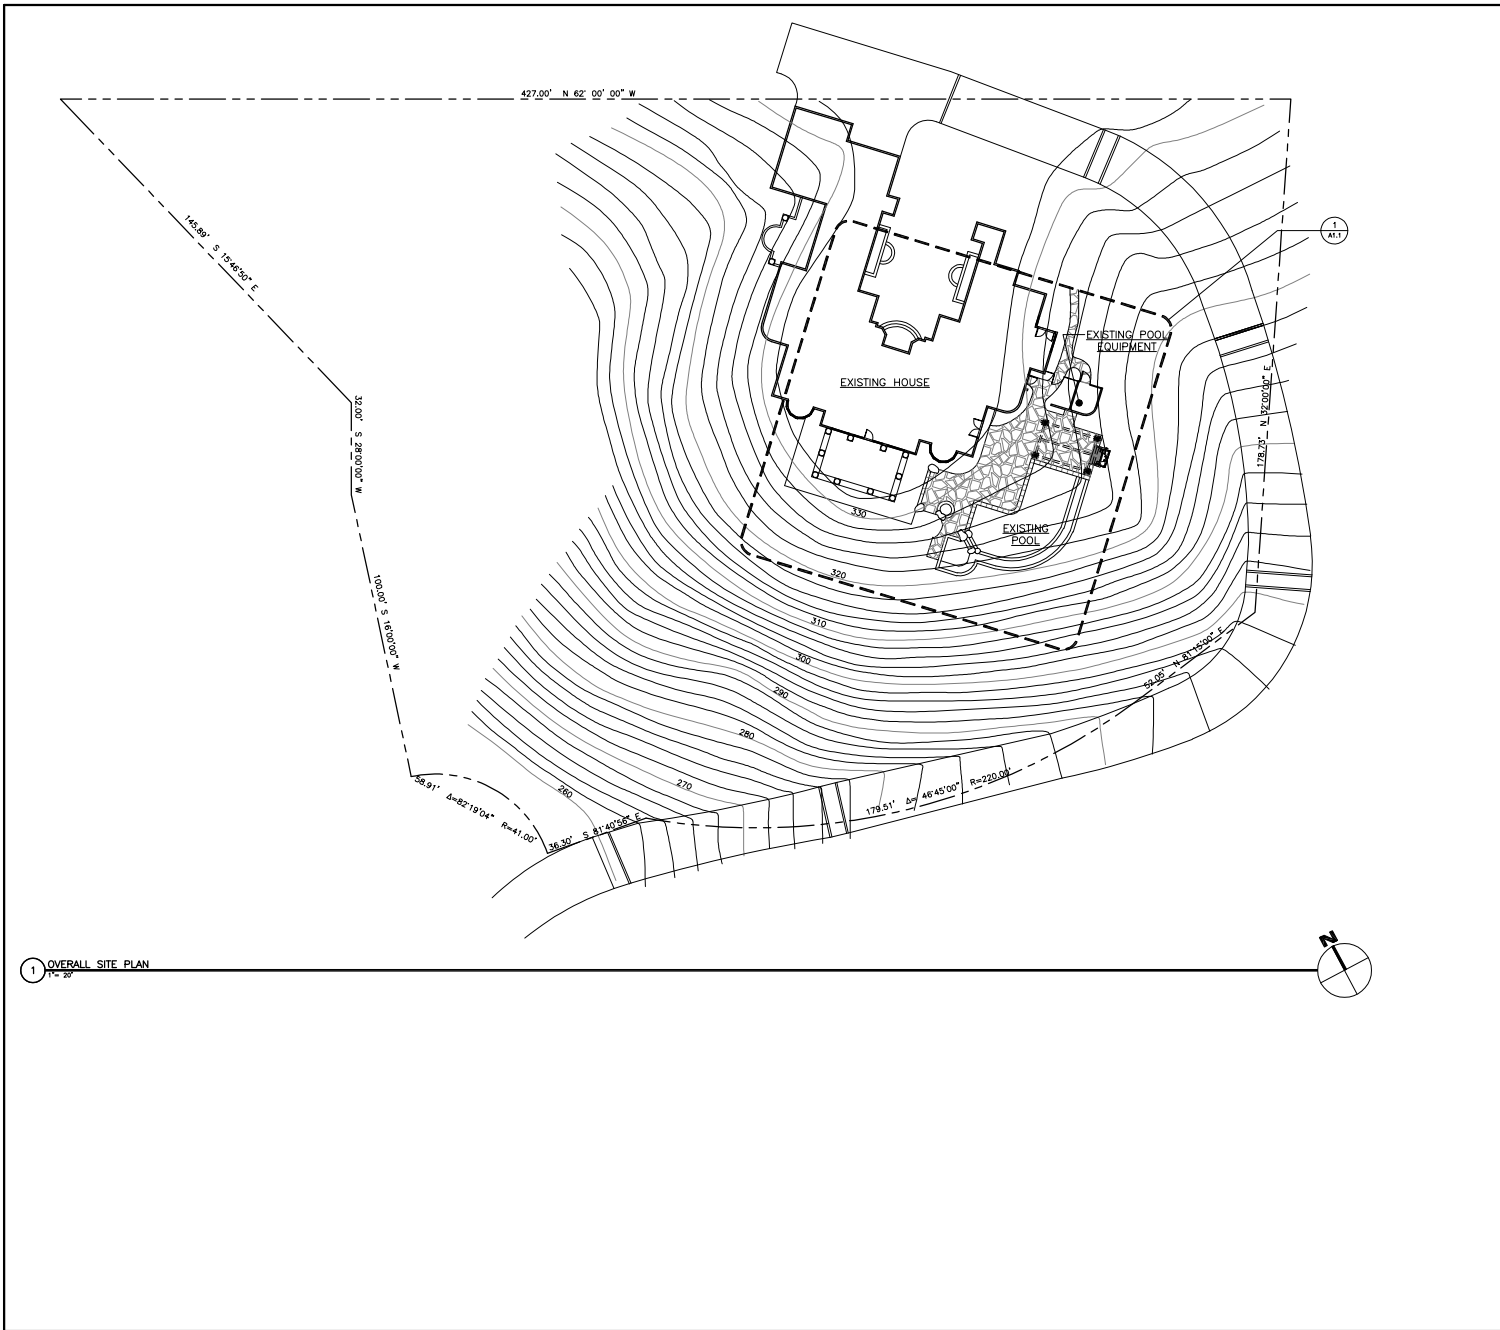 427.00' N 62° 00' 00" W
145.89' S 15°46'50" E
1
A1.1
EXISTING POOL
EQUIPMENT
EXISTING HOUSE
32.00' S 28°00'00" W
178.73' N 32°00'00" E
330
EXISTING
POOL
320
100.00' S 16°00'00" W
310
300
52.05' N 81°15'00" E
290
280
270
260
58.91' Δ=82°19'04" R=41.00'
179.51' Δ= 46°45'00" R=220.00'
36.30' S 81°40'56" E
N
1 OVERALL SITE PLAN
1"= 20'